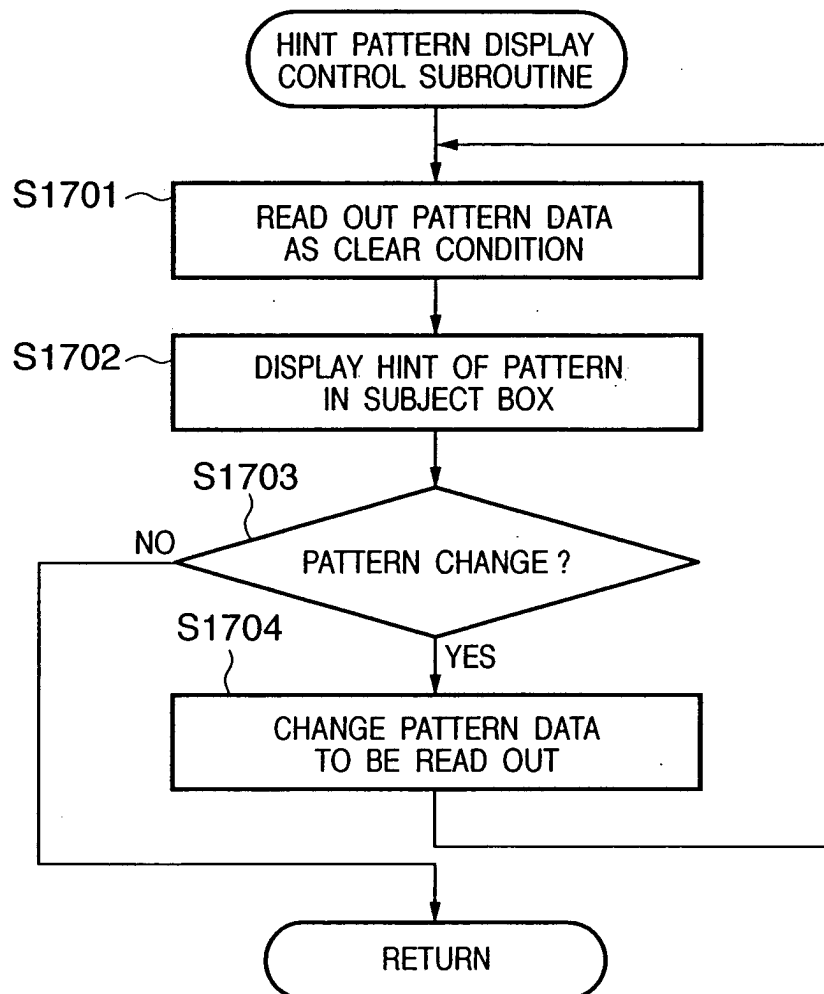 HINT PATTERN DISPLAY
CONTROL SUBROUTINE
S1701
READ OUT PATTERN DATA
AS CLEAR CONDITION
S1702
DISPLAY HINT OF PATTERN
IN SUBJECT BOX
S1703
NO
PATTERN CHANGE ?
S1704
YES
CHANGE PATTERN DATA
TO BE READ OUT
RETURN